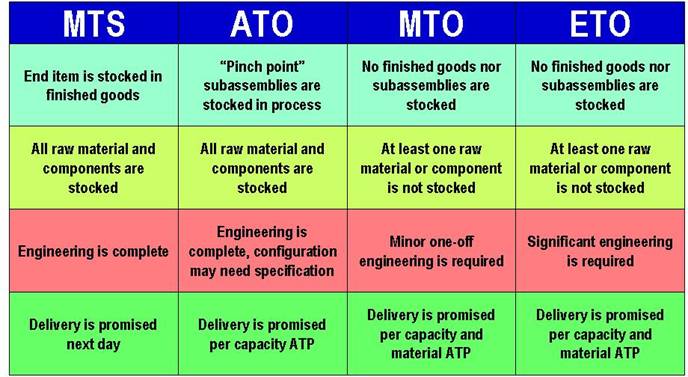 MTS
ATO
MTO
ETO
End item is stocked in
finished goods
“Pinch point”
subassemblies are
stocked in process
No finished goods nor
subassemblies are
stocked
No finished goods nor
subassemblies are
stocked
All raw material and
components are
stocked
All raw material and
components are
stocked
At least one raw
material or component
is not stocked
At least one raw
material or component
is not stocked
Engineering is complete
Engineering is
complete, configuration
may need specification
Minor one-off
engineering is required
Significant engineering
is required
Delivery is promised
next day
Delivery is promised
per capacity ATP
Delivery is promised
per capacity and
material ATP
Delivery is promised
per capacity and
material ATP